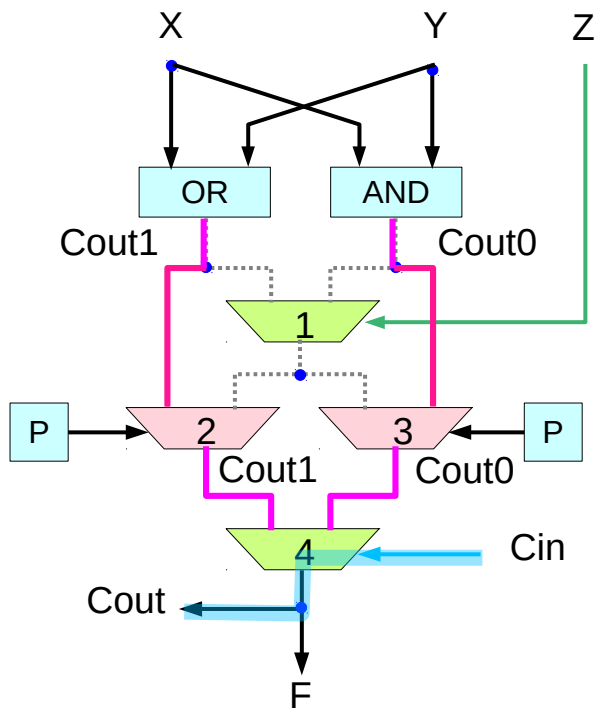 X Y Z
OR AND
Cout1 Cout0
1
P 2 3 P
Cout1 Cout0
4 Cin
Cout
F